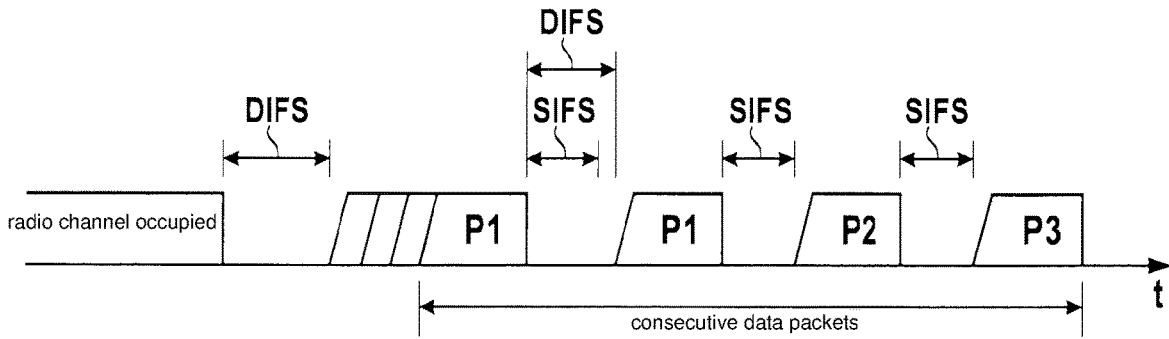 DIFS
DIFS
SIFS
SIFS
SIFS
radio channel occupied
P1
P1
P2
P3
t
consecutive data packets